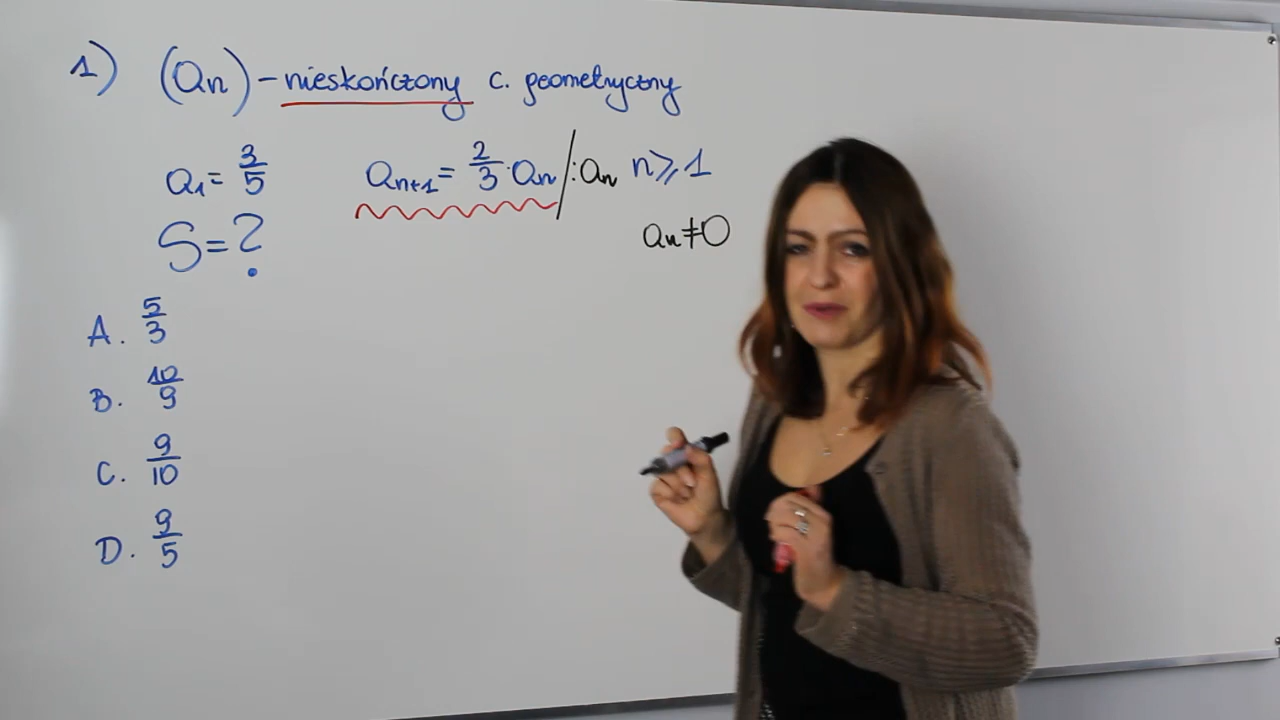 1) (an) - nieskończony c. geometryczny
a₁ = 3/5 aₙ₊₁ = 2/3 · aₙ /: aₙ n ⩾ 1
S = ? aₙ ≠ 0
A. 5/3
B. 10/9
C. 9/10
D. 9/5